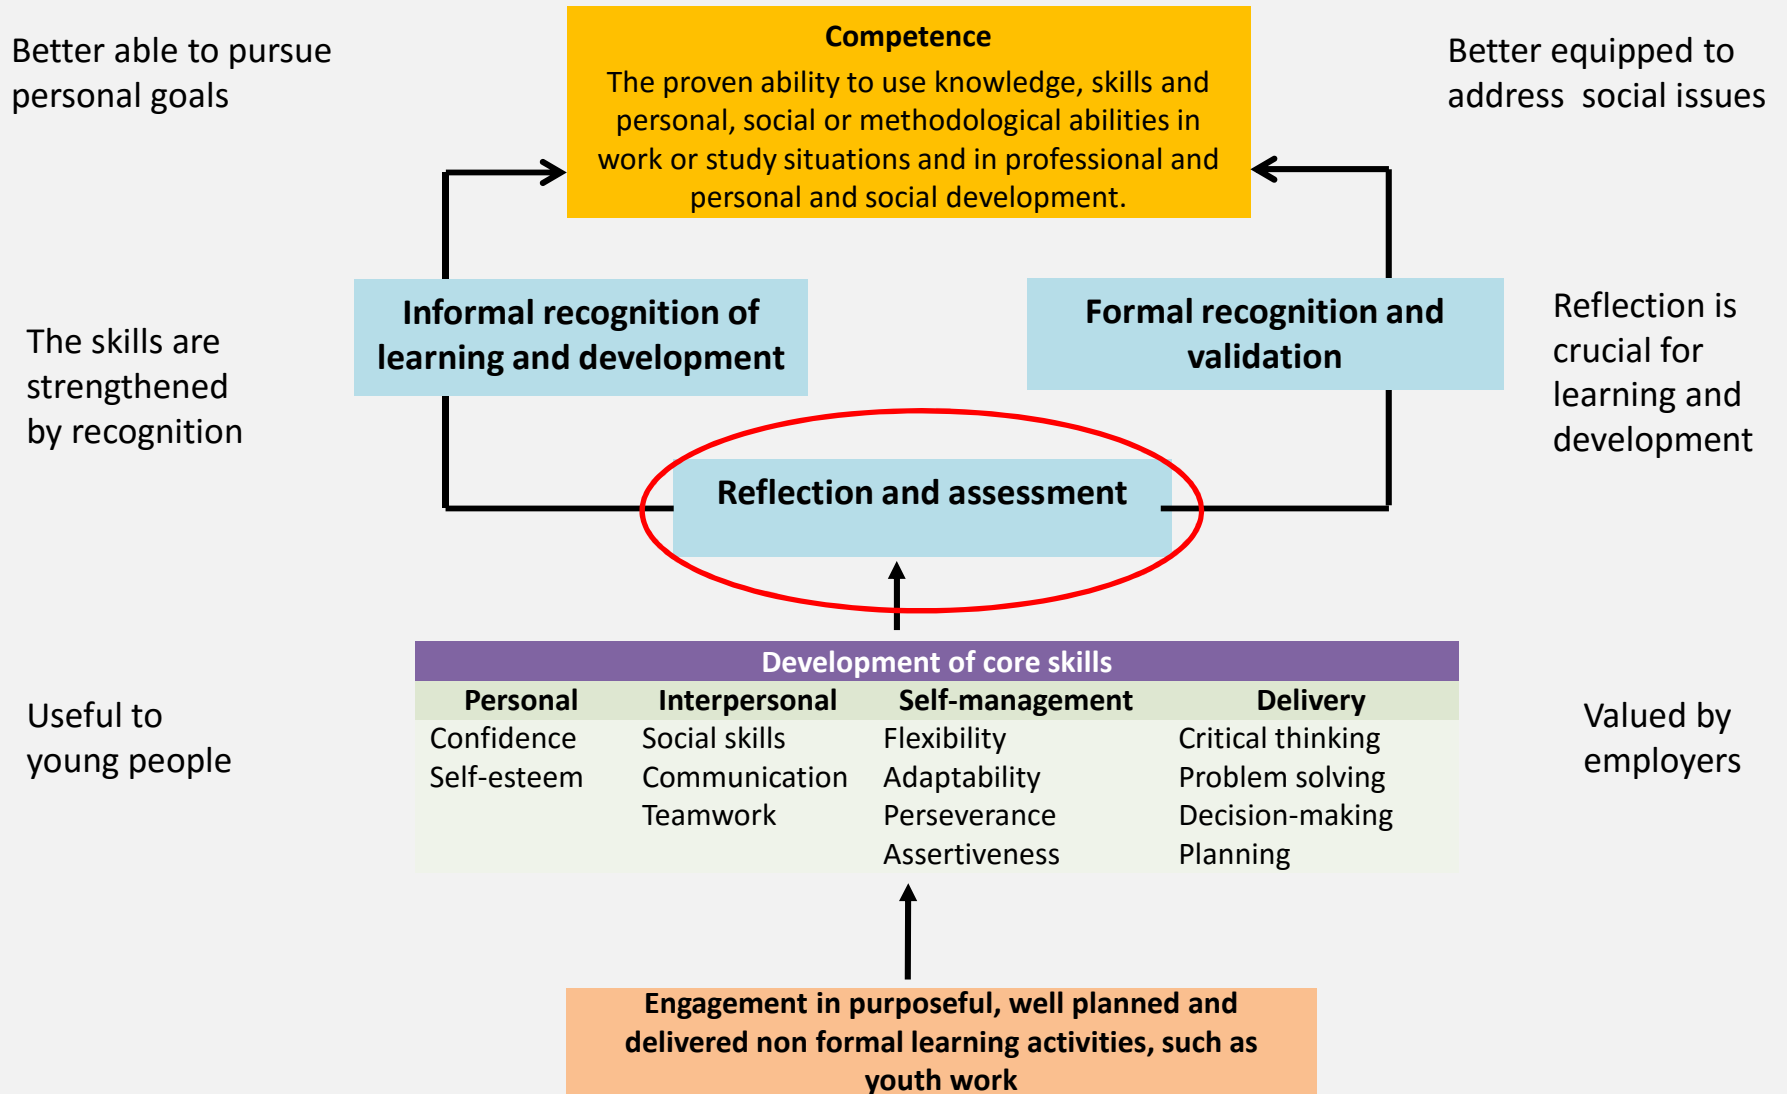 Better able to pursue
personal goals
Competence
The proven ability to use knowledge, skills and
personal, social or methodological abilities in
work or study situations and in professional and
personal and social development.
Better equipped to
address  social issues
The skills are
strengthened
by recognition
Informal recognition of
learning and development
Formal recognition and
validation
Reflection is
crucial for
learning and
development
Reflection and assessment
Useful to
young people
Development of core skills
Personal Interpersonal Self-management Delivery
Confidence Social skills Flexibility Critical thinking
Self-esteem Communication Adaptability Problem solving
Teamwork Perseverance Decision-making
Assertiveness Planning
Valued by
employers
Engagement in purposeful, well planned and
delivered non formal learning activities, such as
youth work